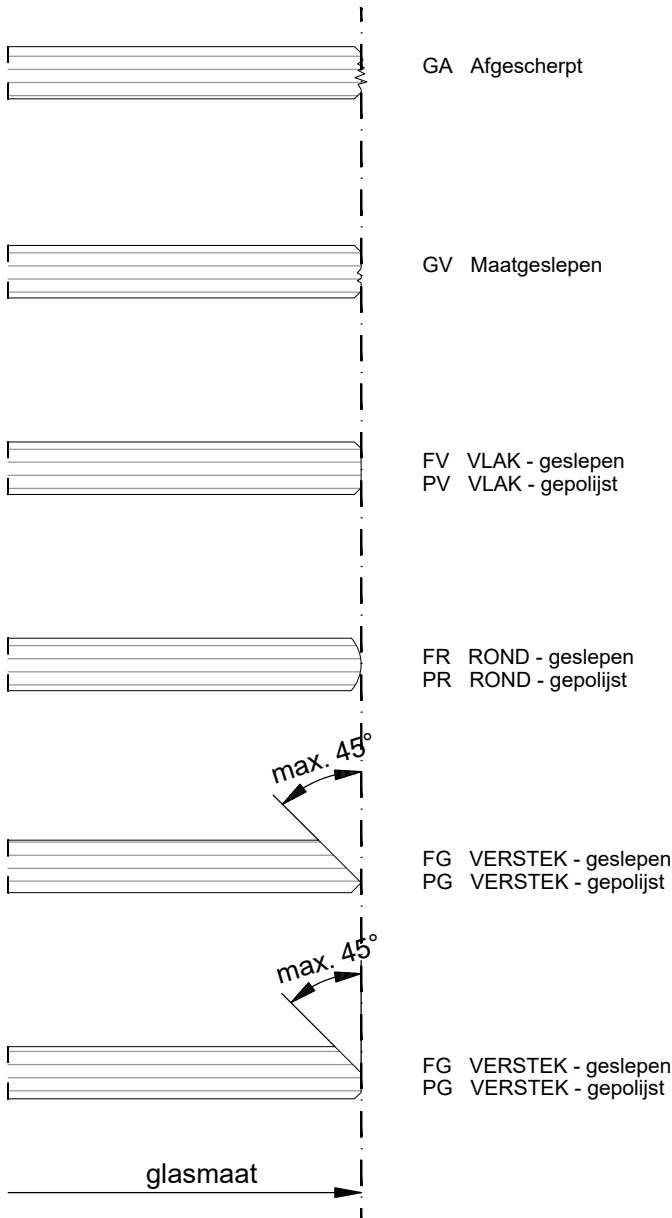 GA Afgescherpt
GV Maatgeslepen
FV VLAK - geslepen
PV VLAK - gepolijst
FR ROND - geslepen
PR ROND - gepolijst
max. 45°
FG VERSTEK - geslepen
PG VERSTEK - gepolijst
max. 45°
FG VERSTEK - geslepen
PG VERSTEK - gepolijst
glasmaat